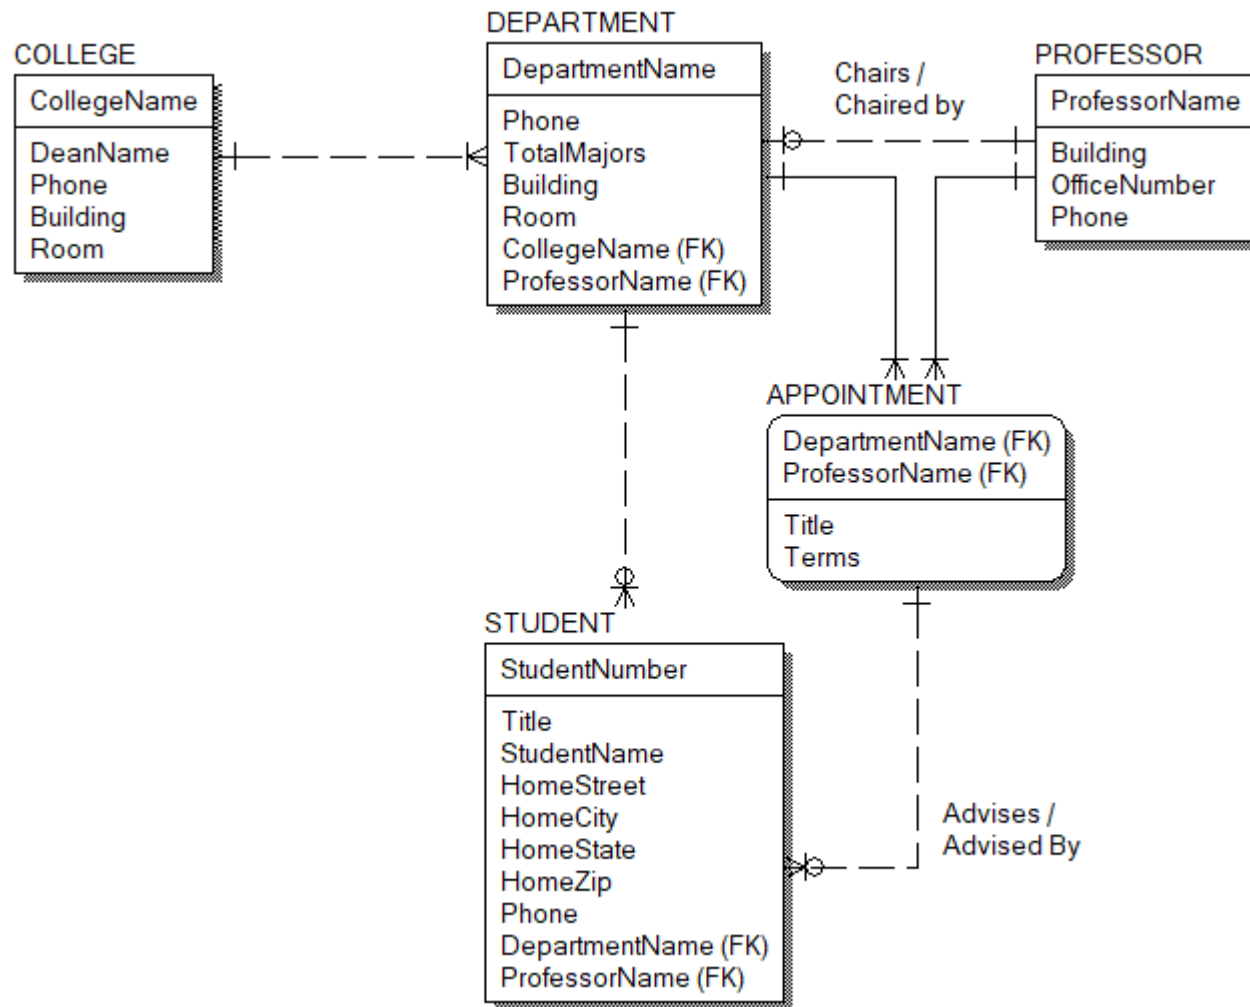 COLLEGE
CollegeName
DeanName
Phone
Building
Room
DEPARTMENT
DepartmentName
Phone
TotalMajors
Building
Room
CollegeName (FK)
ProfessorName (FK)
Chairs /
Chaired by
PROFESSOR
ProfessorName
Building
OfficeNumber
Phone
APPOINTMENT
DepartmentName (FK)
ProfessorName (FK)
Title
Terms
STUDENT
StudentNumber
Title
StudentName
HomeStreet
HomeCity
HomeState
HomeZip
Phone
DepartmentName (FK)
ProfessorName (FK)
Advises /
Advised By